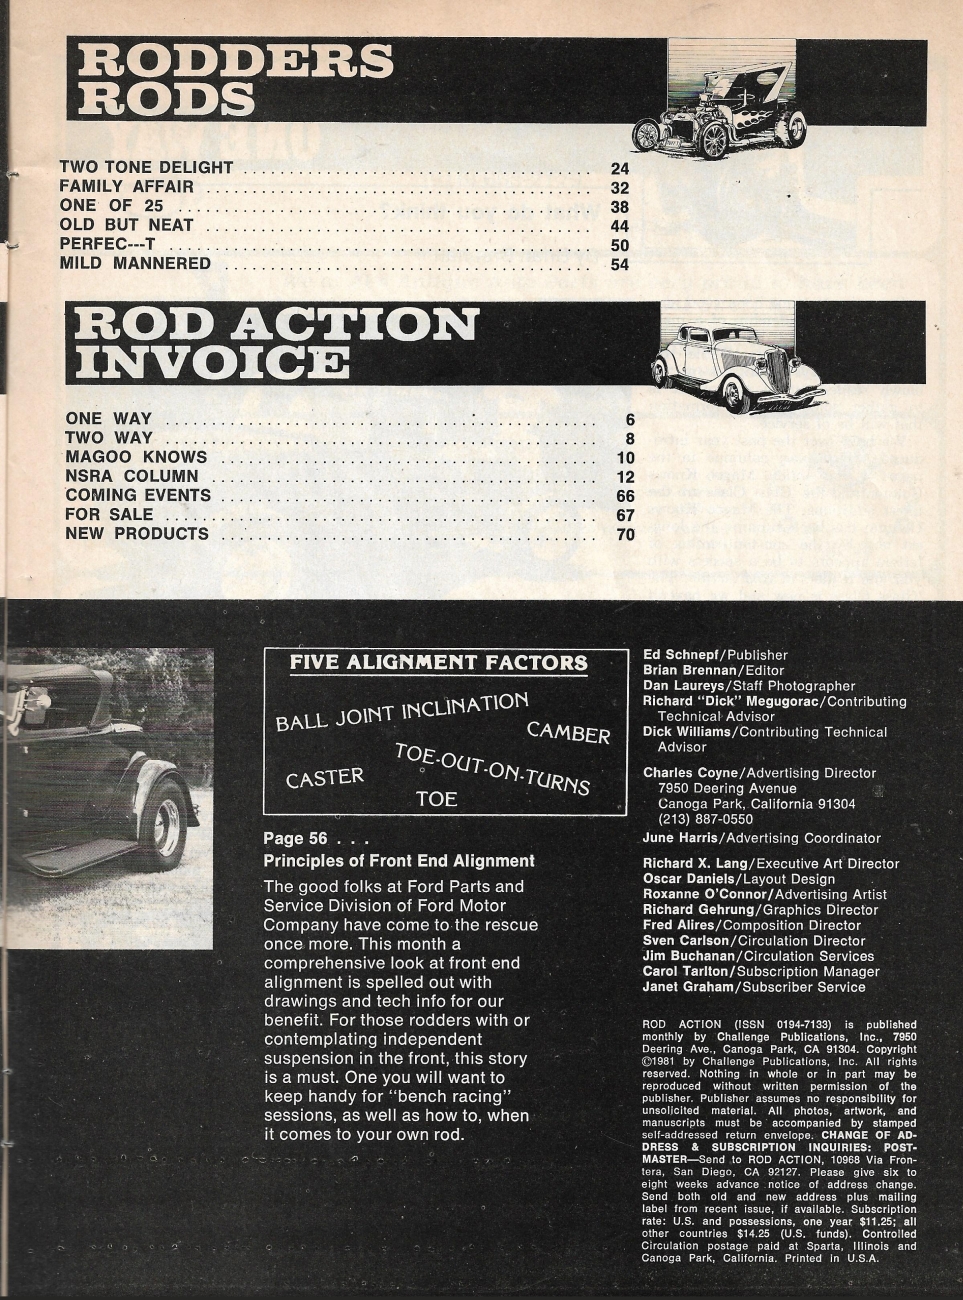 RODDERS
RODS
TWO TONE DELIGHT 24
FAMILY AFFAIR 32
ONE OF 25 38
OLD BUT NEAT 44
PERFEC---T 50
MILD MANNERED 54
ROD ACTION
INVOICE
ONE WAY 6
TWO WAY 8
MAGOO KNOWS 10
NSRA COLUMN 12
COMING EVENTS 66
FOR SALE 67
NEW PRODUCTS 70
FIVE ALIGNMENT FACTORS
BALL JOINT INCLINATION
CAMBER
TOE-OUT-ON-TURNS
CASTER
TOE
Page 56 . . .
Principles of Front End Alignment
The good folks at Ford Parts and
Service Division of Ford Motor
Company have come to the rescue
once more. This month a
comprehensive look at front end
alignment is spelled out with
drawings and tech info for our
benefit. For those rodders with or
contemplating independent
suspension in the front, this story
is a must. One you will want to
keep handy for "bench racing"
sessions, as well as how to, when
it comes to your own rod.
Ed Schnepf/Publisher
Brian Brennan/Editor
Dan Laureys/Staff Photographer
Richard "Dick" Megugorac/Contributing
Technical Advisor
Dick Williams/Contributing Technical
Advisor
Charles Coyne/Advertising Director
7950 Deering Avenue
Canoga Park, California 91304
(213) 887-0550
June Harris/Advertising Coordinator
Richard X. Lang/Executive Art Director
Oscar Daniels/Layout Design
Roxanne O'Connor/Advertising Artist
Richard Gehrung/Graphics Director
Fred Alires/Composition Director
Sven Carlson/Circulation Director
Jim Buchanan/Circulation Services
Carol Tarlton/Subscription Manager
Janet Graham/Subscriber Service
ROD ACTION (ISSN 0194-7133) is published
monthly by Challenge Publications, Inc., 7950
Deering Ave., Canoga Park, CA 91304. Copyright
©1981 by Challenge Publications, Inc. All rights
reserved. Nothing in whole or in part may be
reproduced without written permission of the
publisher. Publisher assumes no responsibility for
unsolicited material. All photos, artwork, and
manuscripts must be accompanied by stamped
self-addressed return envelope. CHANGE OF AD-
DRESS & SUBSCRIPTION INQUIRIES: POST-
MASTER—Send to ROD ACTION, 10968 Via Fron-
tera, San Diego, CA 92127. Please give six to
eight weeks advance notice of address change.
Send both old and new address plus mailing
label from recent issue, if available. Subscription
rate: U.S. and possessions, one year $11.25; all
other countries $14.25 (U.S. funds). Controlled
Circulation postage paid at Sparta, Illinois and
Canoga Park, California. Printed in U.S.A.